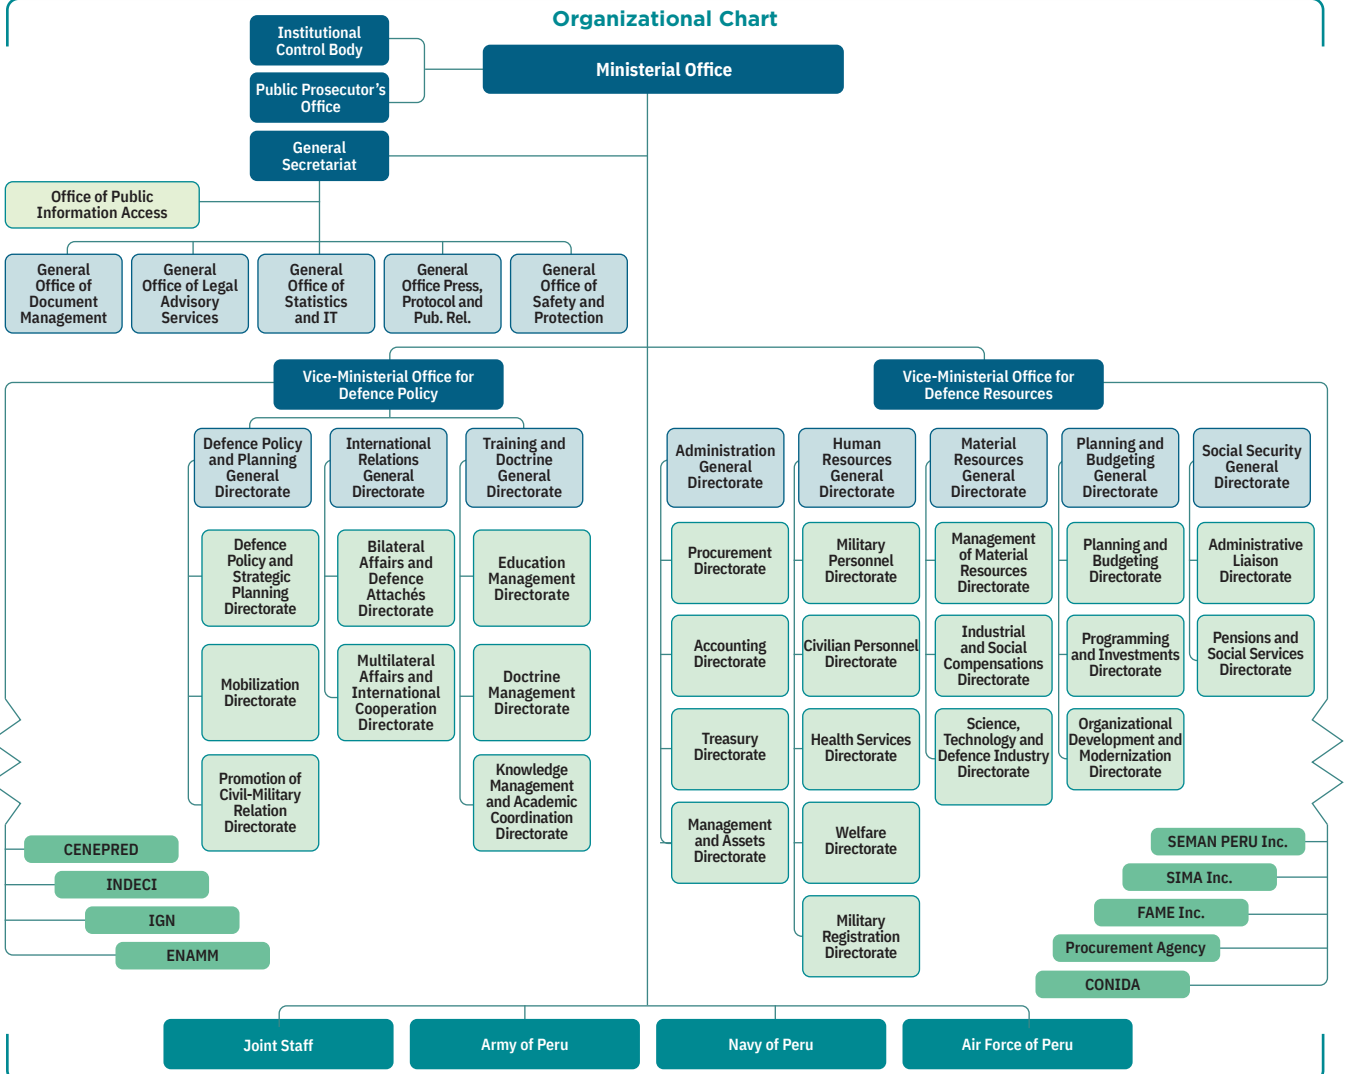 Organizational Chart
Institutional
Control Body
Ministerial Office
Public Prosecutor's
Office
General
Secretariat
Office of Public
Information Access
General
Office of
Document
Management
General
Office of Legal
Advisory
Services
General
Office of
Statistics
and IT
General
Office Press,
Protocol and
Pub. Rel.
General
Office of
Safety and
Protection
Vice-Ministerial Office for
Defence Policy
Vice-Ministerial Office for
Defence Resources
Defence Policy
and Planning
General
Directorate
International
Relations
General
Directorate
Training and
Doctrine
General
Directorate
Administration
General
Directorate
Human
Resources
General
Directorate
Material
Resources
General
Directorate
Planning and
Budgeting
General
Directorate
Social Security
General
Directorate
Defence
Policy and
Strategic
Planning
Directorate
Bilateral
Affairs and
Defence
Attachés
Directorate
Education
Management
Directorate
Procurement
Directorate
Military
Personnel
Directorate
Management
of Material
Resources
Directorate
Planning and
Budgeting
Directorate
Administrative
Liaison
Directorate
Mobilization
Directorate
Multilateral
Affairs and
International
Cooperation
Directorate
Doctrine
Management
Directorate
Accounting
Directorate
Civilian Personnel
Directorate
Industrial
and Social
Compensations
Directorate
Programming
and Investments
Directorate
Pensions and
Social Services
Directorate
Promotion of
Civil-Military
Relation
Directorate
Knowledge
Management
and Academic
Coordination
Directorate
Treasury
Directorate
Health Services
Directorate
Science,
Technology and
Defence Industry
Directorate
Organizational
Development and
Modernization
Directorate
Management
and Assets
Directorate
Welfare
Directorate
Military
Registration
Directorate
CENEPRED
INDECI
IGN
ENAMM
SEMAN PERU Inc.
SIMA Inc.
FAME Inc.
Procurement Agency
CONIDA
Joint Staff
Army of Peru
Navy of Peru
Air Force of Peru